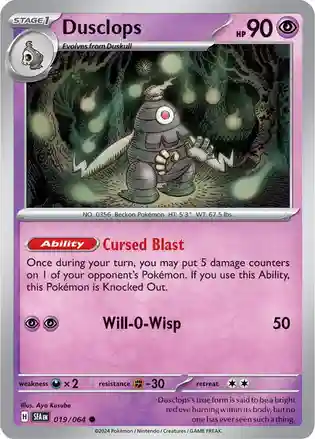 STAGE 1 Dusclops HP 90
Evolves from Duskull
NO. 0356 Beckon Pokémon HT: 5'3" WT: 67.5 lbs
Ability Cursed Blast
Once during your turn, you may put 5 damage counters
on 1 of your opponent's Pokémon. If you use this Ability,
this Pokémon is Knocked Out.
Will-O-Wisp 50
weakness ×2 resistance -30 retreat
Illus. Ayo Kasube
H SFA EN 019/064
Dusclops's true form is said to be a bright
red eye burning within its body, but no
one has ever seen it.
©2024 Pokémon / Nintendo / Creatures / GAME FREAK.